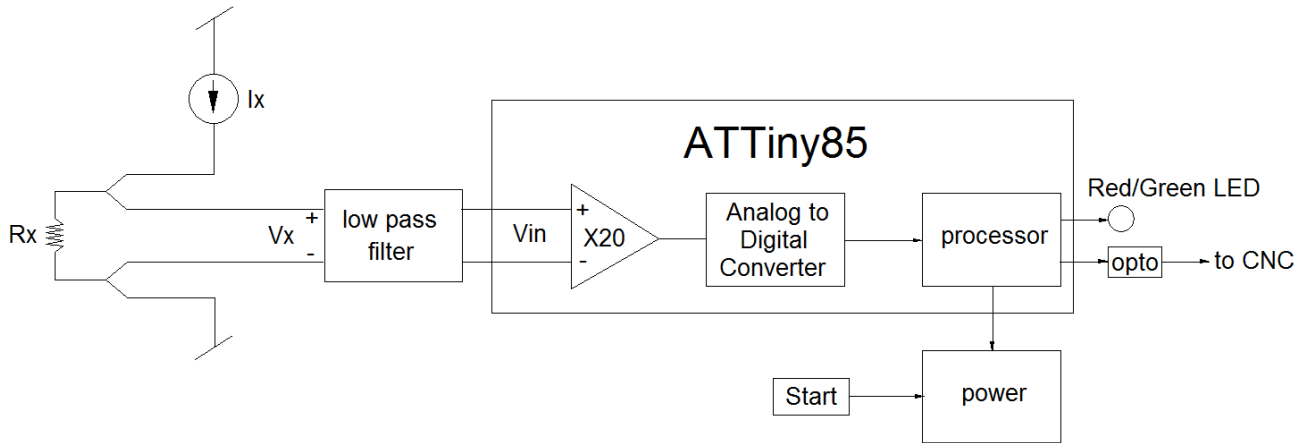 Ix
ATTiny85
Rx
+
Vx
-
low pass
filter
Vin
+
X20
-
Analog to
Digital
Converter
processor
Red/Green LED
opto
to CNC
Start
power